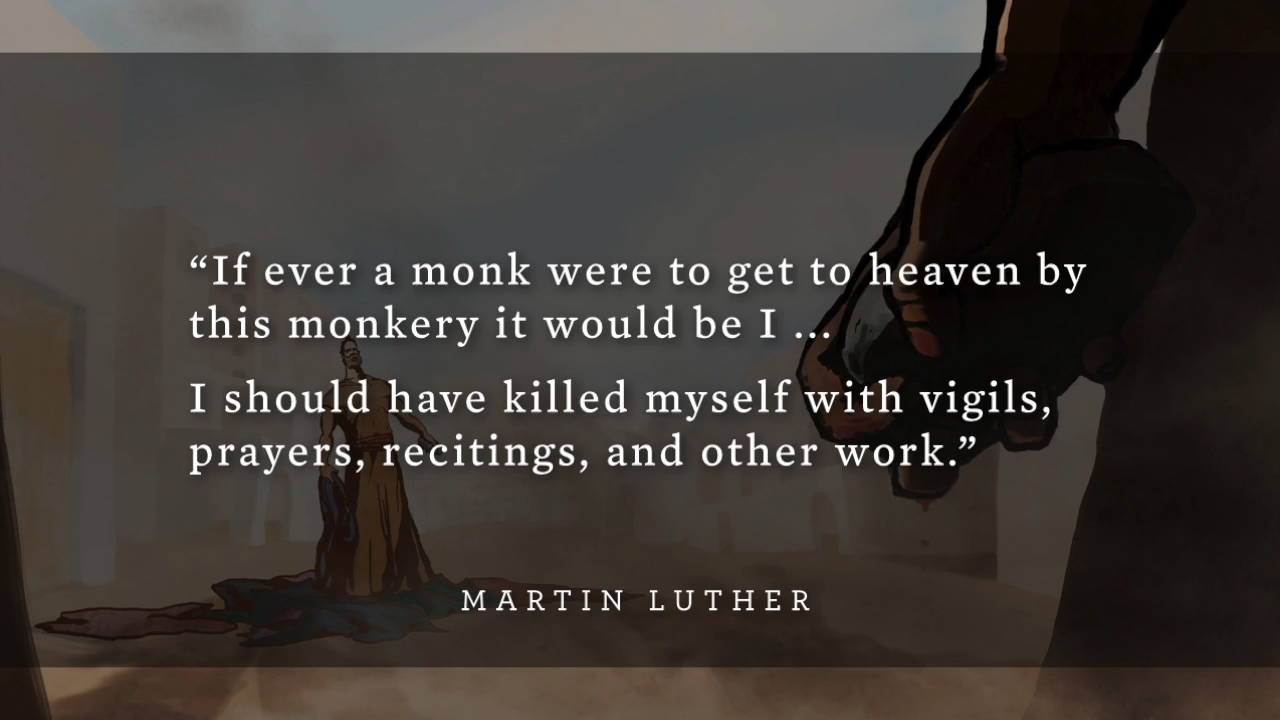 “If ever a monk were to get to heaven by
this monkery it would be I ...
I should have killed myself with vigils,
prayers, recitings, and other work.”
MARTIN LUTHER